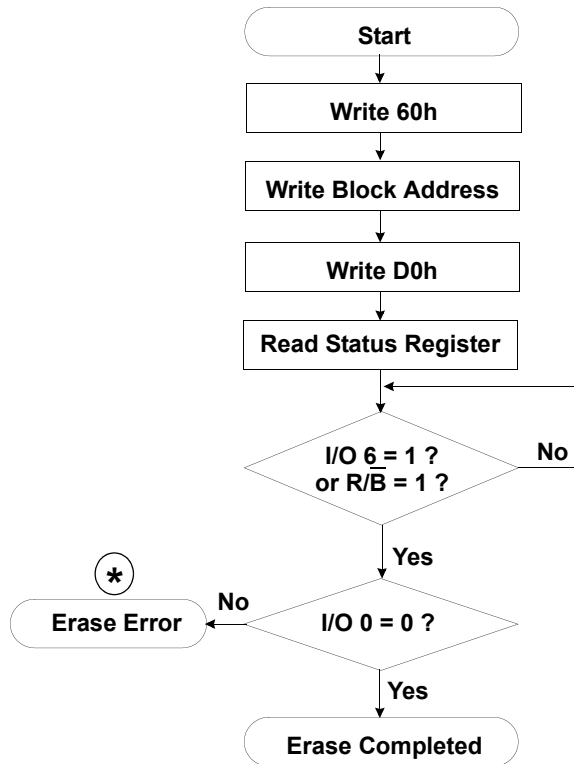 Start
Write 60h
Write Block Address
Write D0h
Read Status Register
I/O 6 = 1 ?
or R/B̅ = 1 ?
No
Yes
*
No
Erase Error
I/O 0 = 0 ?
Yes
Erase Completed